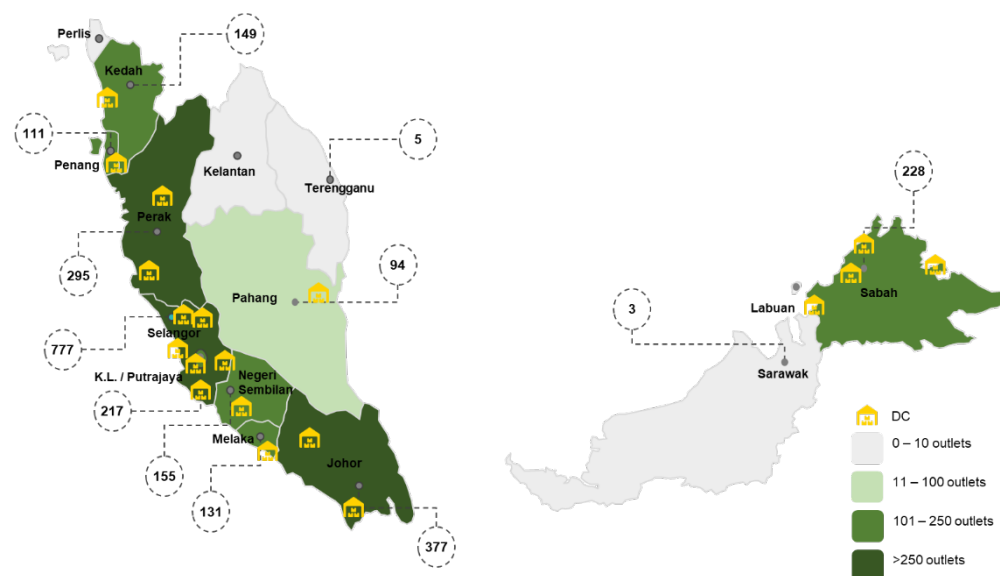 Perlis
149
Kedah
111
5
Penang
Kelantan
Terengganu
228
Perak
295
94
Pahang
Sabah
Labuan
3
Selangor
777
Sarawak
K.L. / Putrajaya
Negeri
Sembilan
217
Melaka
155
131
Johor
377
DC
0 – 10 outlets
11 – 100 outlets
101 – 250 outlets
>250 outlets